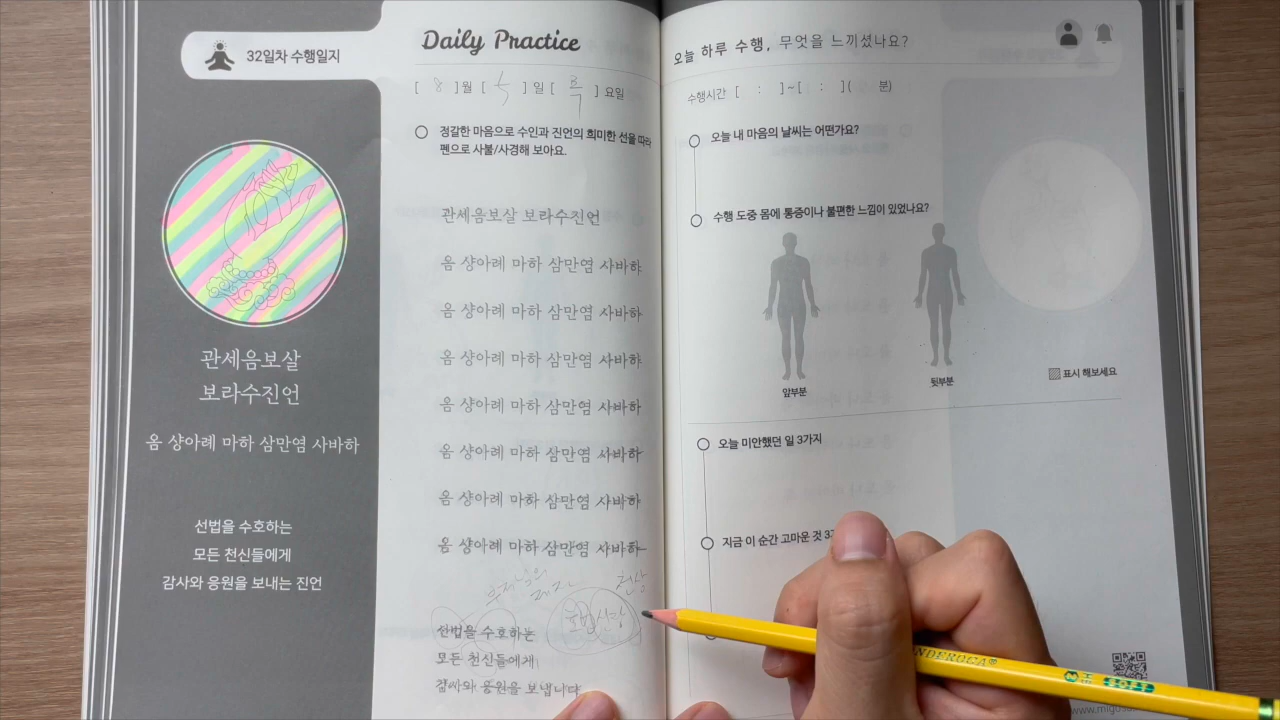 32일차 수행일지
관세음보살
보라수진언
옴 샹아례 마하 삼만염 사바하
선법을 수호하는
모든 천신들에게
감사와 응원을 보내는 진언
Daily Practice
[ 8 ]월 [ 5 ]일 [ 목 ]요일
정갈한 마음으로 수인과 진언의 희미한 선을 따라
펜으로 사불/사경해 보아요.
관세음보살 보라수진언
옴 샹아례 마하 삼만염 사바하
옴 샹아례 마하 삼만염 사바하
옴 샹아례 마하 삼만염 사바하
옴 샹아례 마하 삼만염 사바하
옴 샹아례 마하 삼만염 사바하
옴 샹아례 마하 삼만염 사바하
옴 샹아례 마하 삼만염 사바하
천상
호법신장
선법을 수호하는
모든 천신들에게
감사와 응원을 보냅니다
오늘 하루 수행, 무엇을 느끼셨나요?
수행시간 [ : ]~[ : ]( 분)
오늘 내 마음의 날씨는 어떤가요?
수행 도중 몸에 통증이나 불편한 느낌이 있었나요?
앞부분
뒷부분
표시 해보세요
오늘 미안했던 일 3가지
지금 이 순간 고마운 것